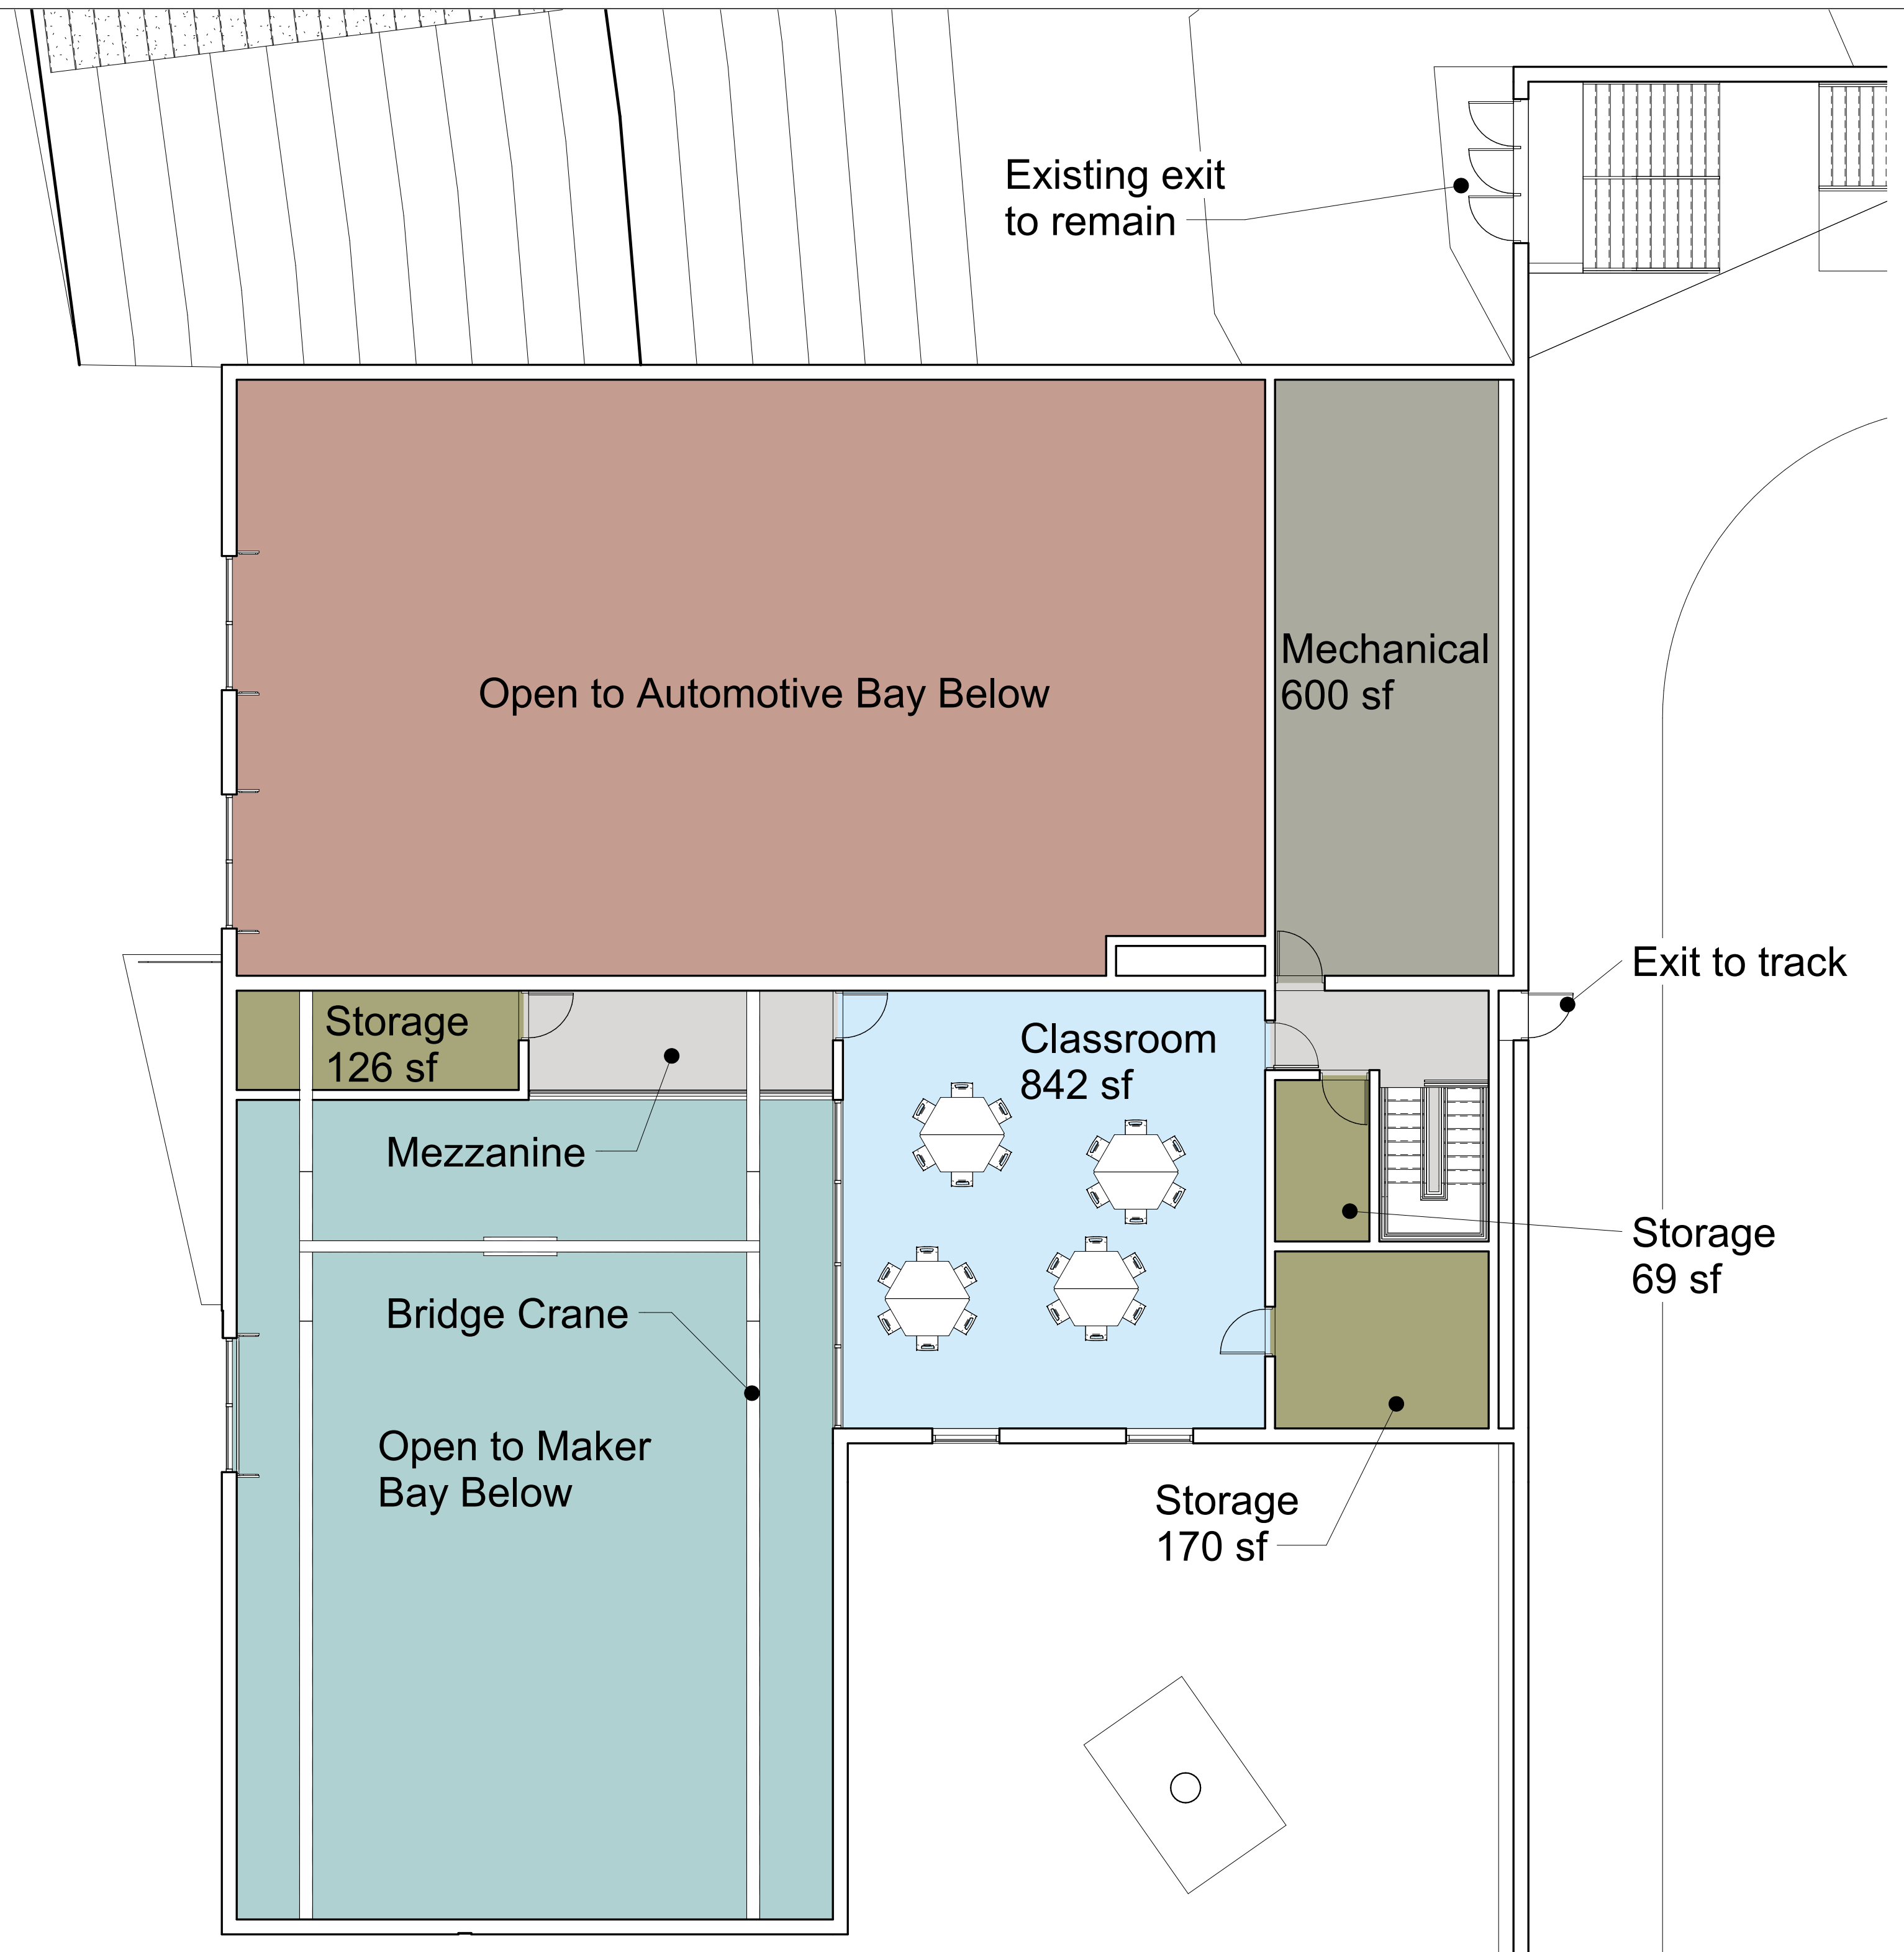 Existing exit
to remain
Mechanical
600 sf
Open to Automotive Bay Below
Exit to track
Storage
126 sf
Classroom
842 sf
Mezzanine
Storage
69 sf
Bridge Crane
Open to Maker
Bay Below
Storage
170 sf